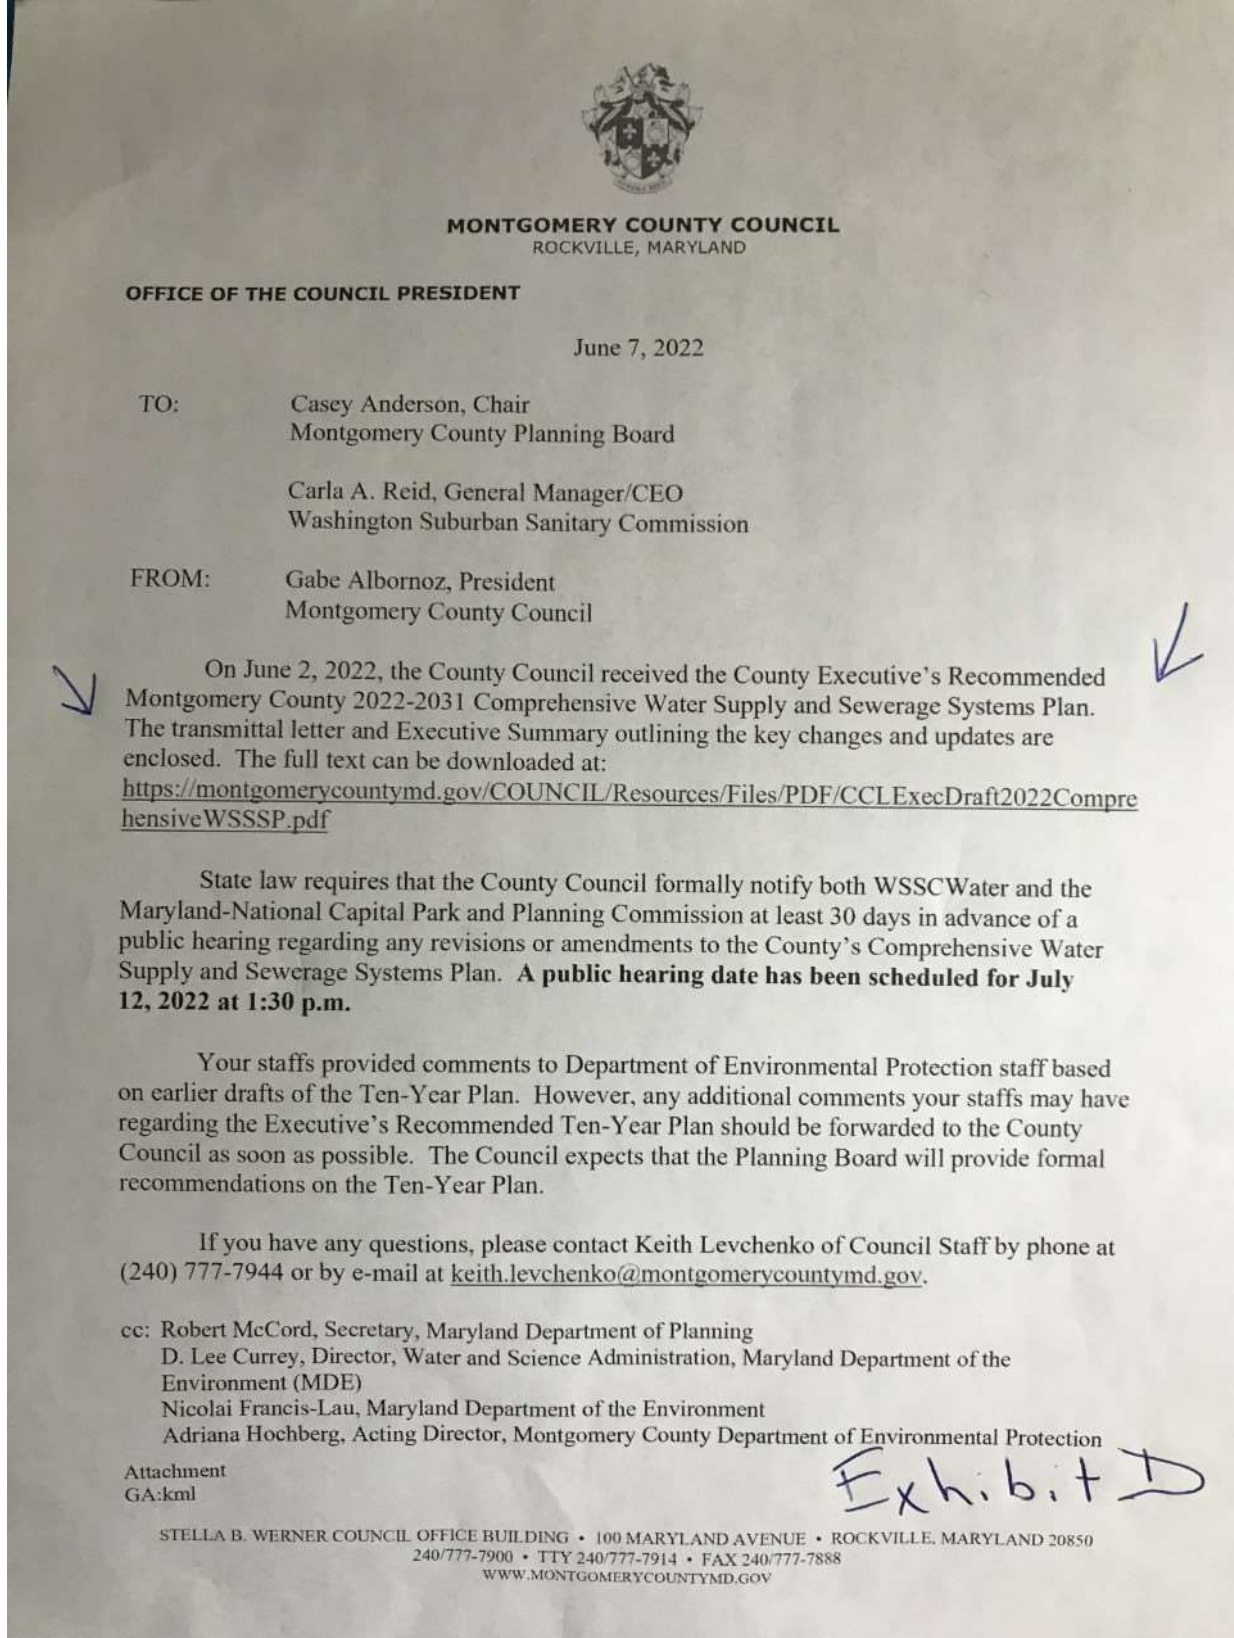 MONTGOMERY COUNTY COUNCIL
ROCKVILLE, MARYLAND
OFFICE OF THE COUNCIL PRESIDENT
June 7, 2022
TO: Casey Anderson, Chair
Montgomery County Planning Board
Carla A. Reid, General Manager/CEO
Washington Suburban Sanitary Commission
FROM: Gabe Albornoz, President
Montgomery County Council
On June 2, 2022, the County Council received the County Executive's Recommended
Montgomery County 2022-2031 Comprehensive Water Supply and Sewerage Systems Plan.
The transmittal letter and Executive Summary outlining the key changes and updates are
enclosed. The full text can be downloaded at:
https://montgomerycountymd.gov/COUNCIL/Resources/Files/PDF/CCLExecDraft2022Compre
hensiveWSSSP.pdf
State law requires that the County Council formally notify both WSSCWater and the
Maryland-National Capital Park and Planning Commission at least 30 days in advance of a
public hearing regarding any revisions or amendments to the County's Comprehensive Water
Supply and Sewerage Systems Plan. A public hearing date has been scheduled for July
12, 2022 at 1:30 p.m.
Your staffs provided comments to Department of Environmental Protection staff based
on earlier drafts of the Ten-Year Plan. However, any additional comments your staffs may have
regarding the Executive's Recommended Ten-Year Plan should be forwarded to the County
Council as soon as possible. The Council expects that the Planning Board will provide formal
recommendations on the Ten-Year Plan.
If you have any questions, please contact Keith Levchenko of Council Staff by phone at
(240) 777-7944 or by e-mail at keith.levchenko@montgomerycountymd.gov.
cc: Robert McCord, Secretary, Maryland Department of Planning
D. Lee Currey, Director, Water and Science Administration, Maryland Department of the
Environment (MDE)
Nicolai Francis-Lau, Maryland Department of the Environment
Adriana Hochberg, Acting Director, Montgomery County Department of Environmental Protection
Attachment
GA:kml
Exhibit D
STELLA B. WERNER COUNCIL OFFICE BUILDING • 100 MARYLAND AVENUE • ROCKVILLE, MARYLAND 20850
240/777-7900 • TTY 240/777-7914 • FAX 240/777-7888
WWW.MONTGOMERYCOUNTYMD.GOV